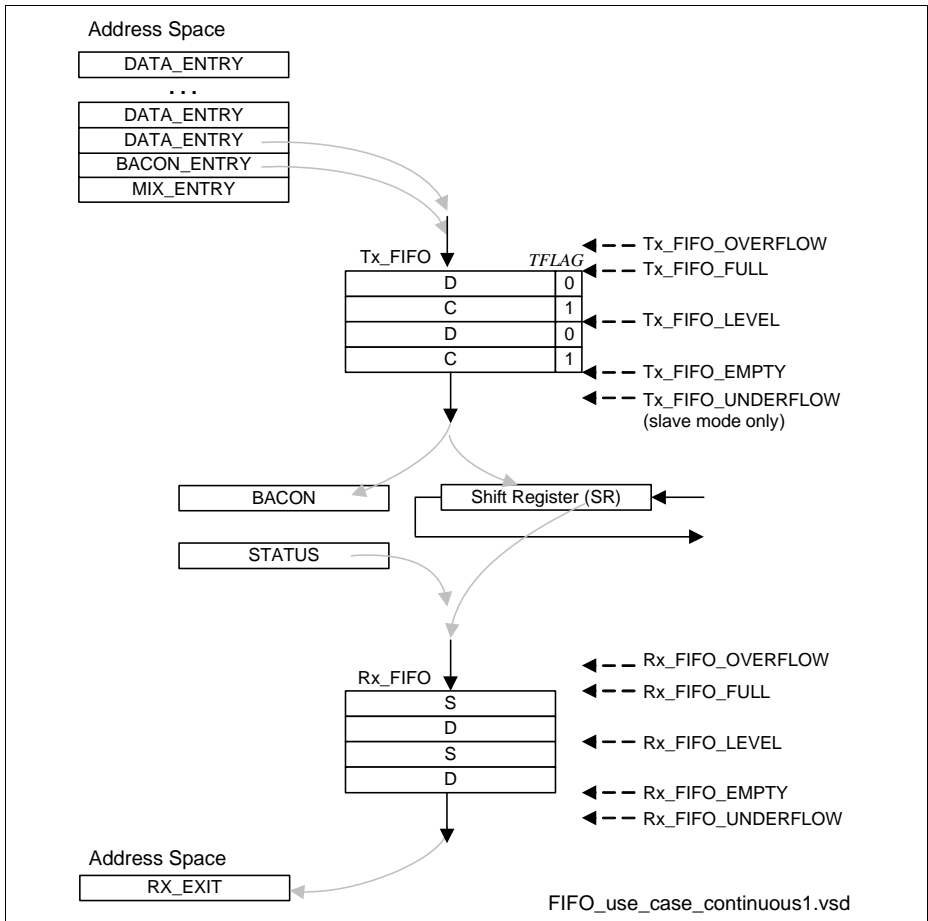 Address Space
DATA_ENTRY
...
DATA_ENTRY
DATA_ENTRY
BACON_ENTRY
MIX_ENTRY
Tx_FIFO TFLAG
D 0
C 1
D 0
C 1
Tx_FIFO_OVERFLOW
Tx_FIFO_FULL
Tx_FIFO_LEVEL
Tx_FIFO_EMPTY
Tx_FIFO_UNDERFLOW
(slave mode only)
BACON
Shift Register (SR)
STATUS
Rx_FIFO
S
D
S
D
Rx_FIFO_OVERFLOW
Rx_FIFO_FULL
Rx_FIFO_LEVEL
Rx_FIFO_EMPTY
Rx_FIFO_UNDERFLOW
Address Space
RX_EXIT
FIFO_use_case_continuous1.vsd